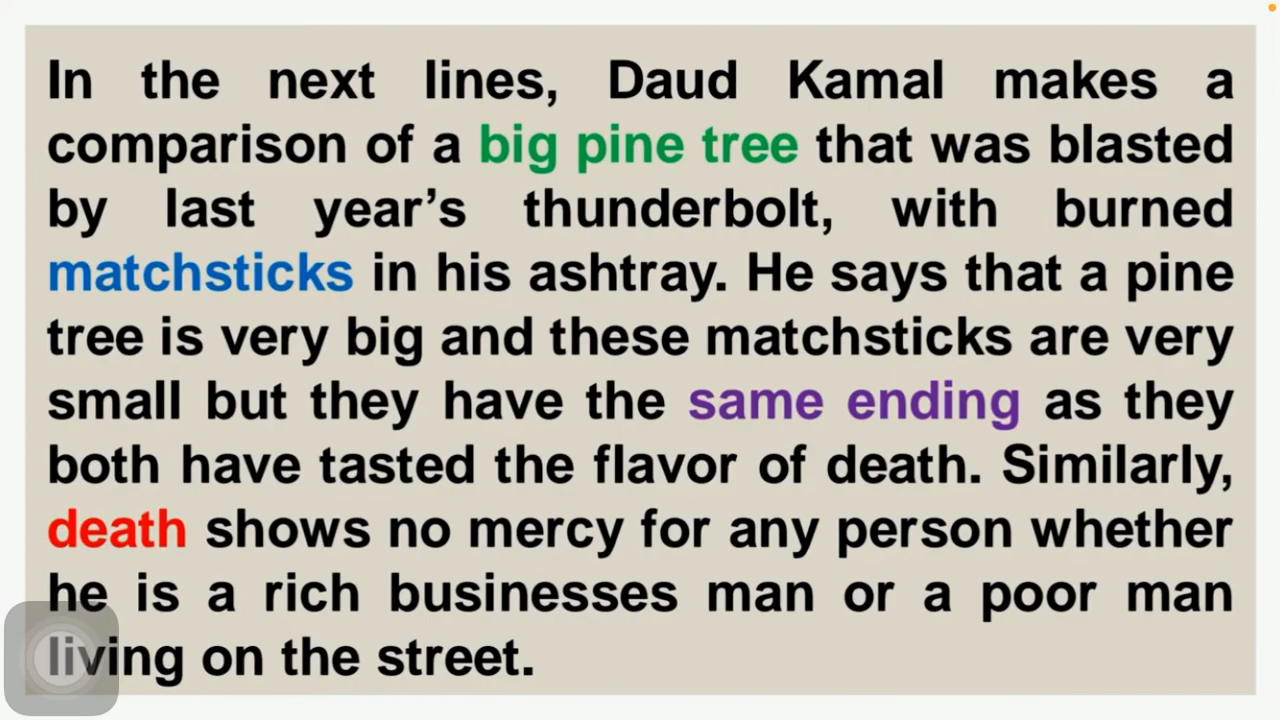 In the next lines, Daud Kamal makes a
comparison of a big pine tree that was blasted
by last year’s thunderbolt, with burned
matchsticks in his ashtray. He says that a pine
tree is very big and these matchsticks are very
small but they have the same ending as they
both have tasted the flavor of death. Similarly,
death shows no mercy for any person whether
he is a rich businesses man or a poor man
living on the street.